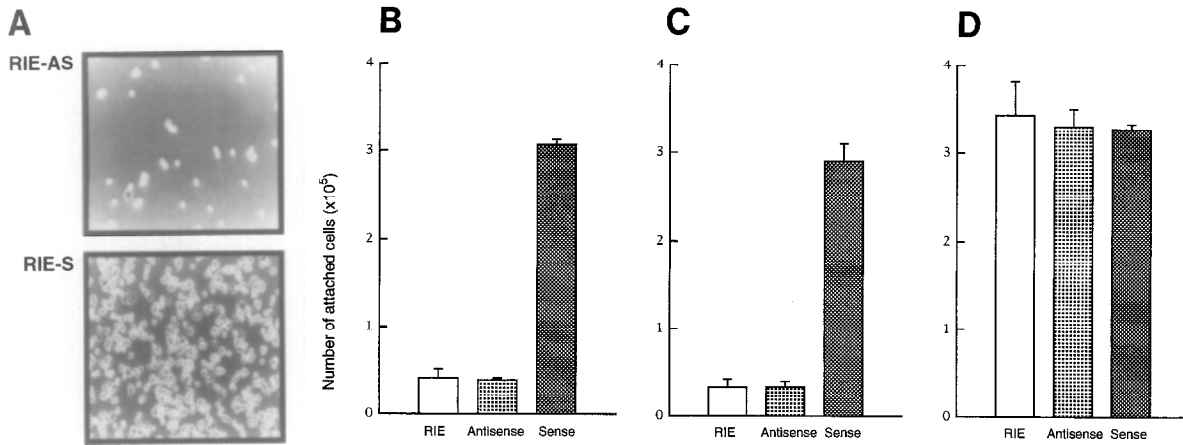 A
RIE-AS
RIE-S
B
Number of attached cells (x10⁵)
4
3
2
1
0
RIE Antisense Sense
C
4
3
2
1
0
RIE Antisense Sense
D
4
3
2
1
0
RIE Antisense Sense